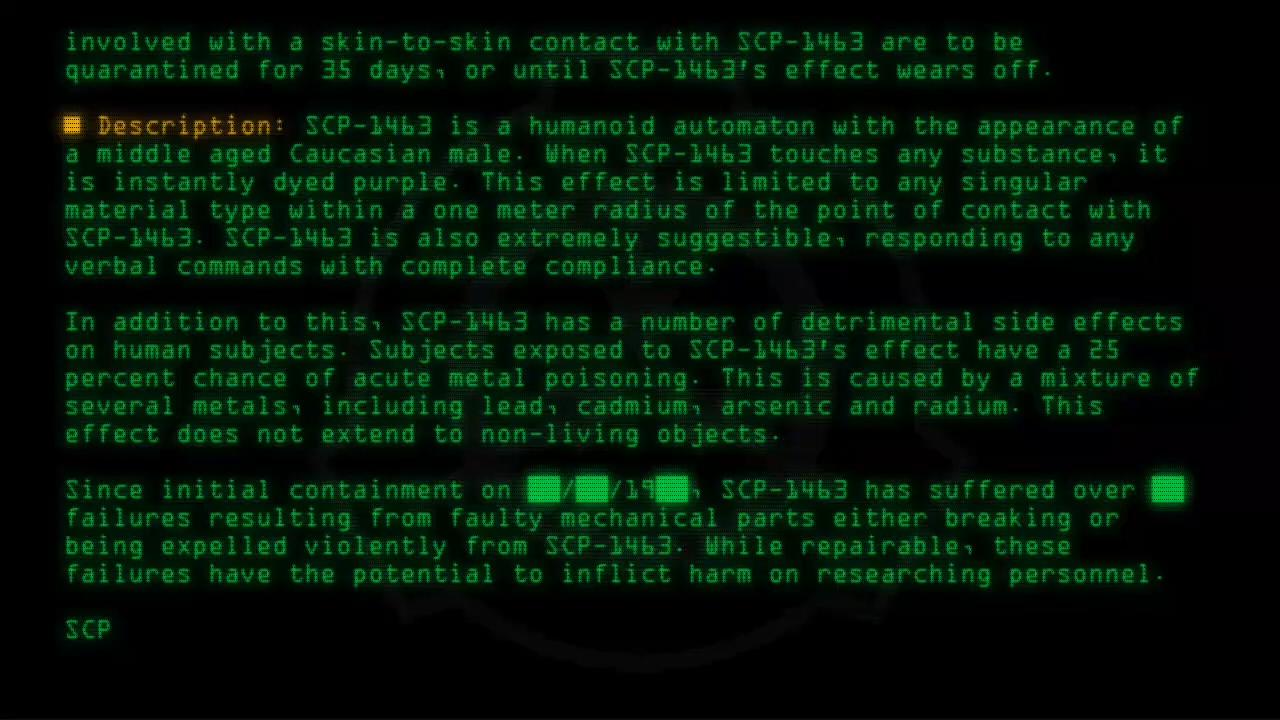 involved with a skin-to-skin contact with SCP-1463 are to be
quarantined for 35 days, or until SCP-1463's effect wears off.
■ Description: SCP-1463 is a humanoid automaton with the appearance of
a middle aged Caucasian male. When SCP-1463 touches any substance, it
is instantly dyed purple. This effect is limited to any singular
material type within a one meter radius of the point of contact with
SCP-1463. SCP-1463 is also extremely suggestible, responding to any
verbal commands with complete compliance.
In addition to this, SCP-1463 has a number of detrimental side effects
on human subjects. Subjects exposed to SCP-1463's effect have a 25
percent chance of acute metal poisoning. This is caused by a mixture of
several metals, including lead, cadmium, arsenic and radium. This
effect does not extend to non-living objects.
Since initial containment on ██/██/19██, SCP-1463 has suffered over ██
failures resulting from faulty mechanical parts either breaking or
being expelled violently from SCP-1463. While repairable, these
failures have the potential to inflict harm on researching personnel.
SCP